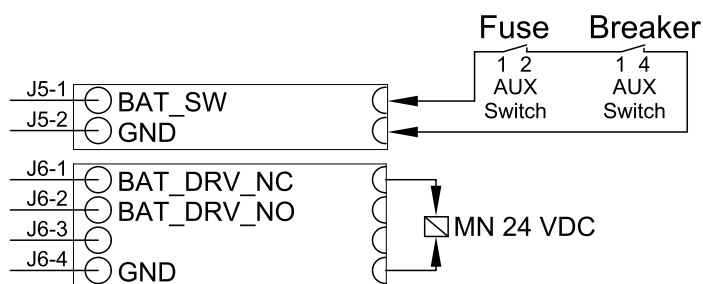 Fuse Breaker
1 2 1 4
AUX AUX
Switch Switch
J5-1 BAT_SW
J5-2 GND
J6-1 BAT_DRV_NC
J6-2 BAT_DRV_NO
MN 24 VDC
J6-3
J6-4 GND